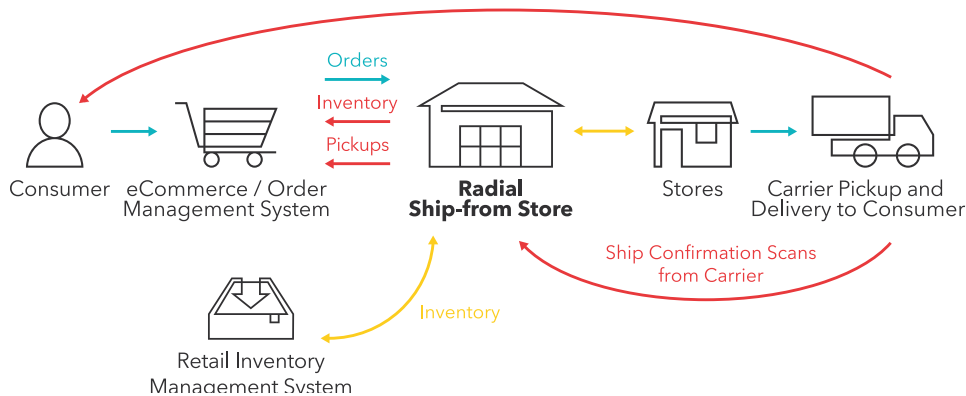 Orders
Inventory
Pickups
Consumer
eCommerce / Order
Management System
Radial
Ship-from Store
Stores
Carrier Pickup and
Delivery to Consumer
Ship Confirmation Scans
from Carrier
Inventory
Retail Inventory
Management System